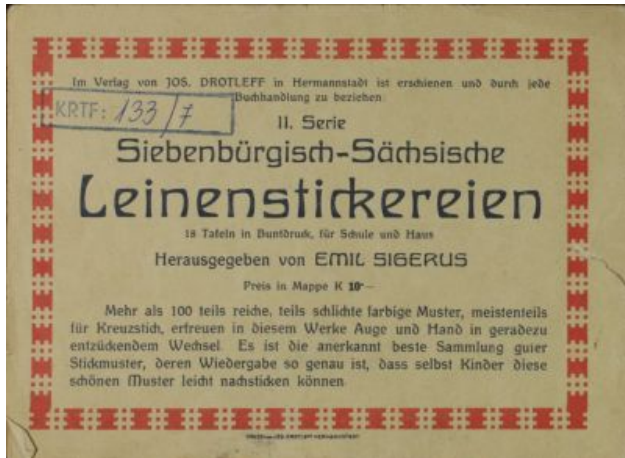 Im Verlag von JOS. DROTLEFF in Hermannstadt ist erschienen und durch jede
Buchhandlung zu beziehen:
KRTF: 133/7
II. Serie
Siebenbürgisch-Sächsische
Leinenstickereien
18 Tafeln in Buntdruck, für Schule und Haus
Herausgegeben von EMIL SIGERUS
Preis in Mappe K 10·—
Mehr als 100 teils reiche, teils schlichte farbige Muster, meistenteils
für Kreuzstich, erfreuen in diesem Werke Auge und Hand in geradezu
entzückendem Wechsel. Es ist die anerkannt beste Sammlung guter
Stickmuster, deren Wiedergabe so genau ist, dass selbst Kinder diese
schönen Muster leicht nachsticken können.
JOS. DROTLEFF HERMANNSTADT